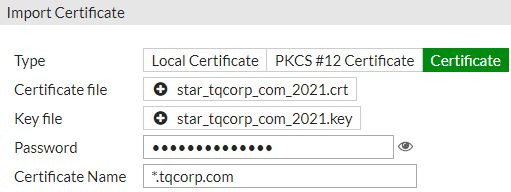 Import Certificate
Type Local Certificate PKCS #12 Certificate Certificate
Certificate file star_tqcorp_com_2021.crt
Key file star_tqcorp_com_2021.key
Password ••••••••••••••
Certificate Name *.tqcorp.com